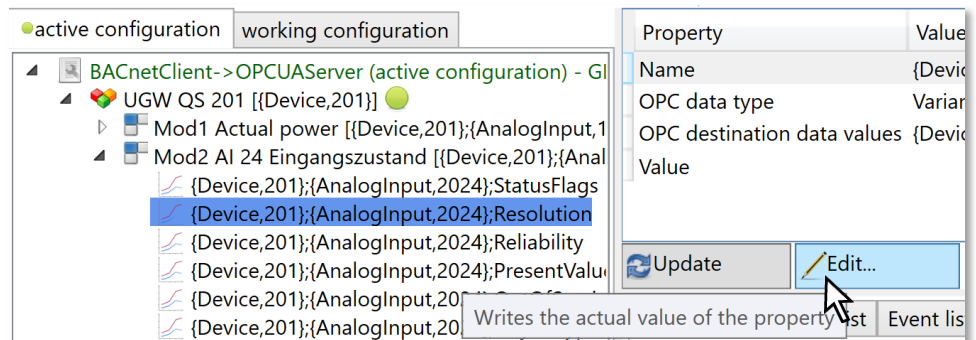 active configuration
working configuration
BACnetClient->OPCUAServer (active configuration) -
UGW QS 201 [{Device,201}]
Mod1 Actual power [{Device,201};{AnalogInput,1
Mod2 AI 24 Eingangszustand [{Device,201};{Anal
{Device,201};{AnalogInput,2024};StatusFlags
{Device,201};{AnalogInput,2024};Resolution
{Device,201};{AnalogInput,2024};Reliability
{Device,201};{AnalogInput,2024};PresentValu
{Device,201};{AnalogInput,20
{Device,201};{AnalogInput,20
Property Value
Name {Devic
OPC data type Varian
OPC destination data values {Devic
Value
Update
Edit...
Writes the actual value of the property
Event lis